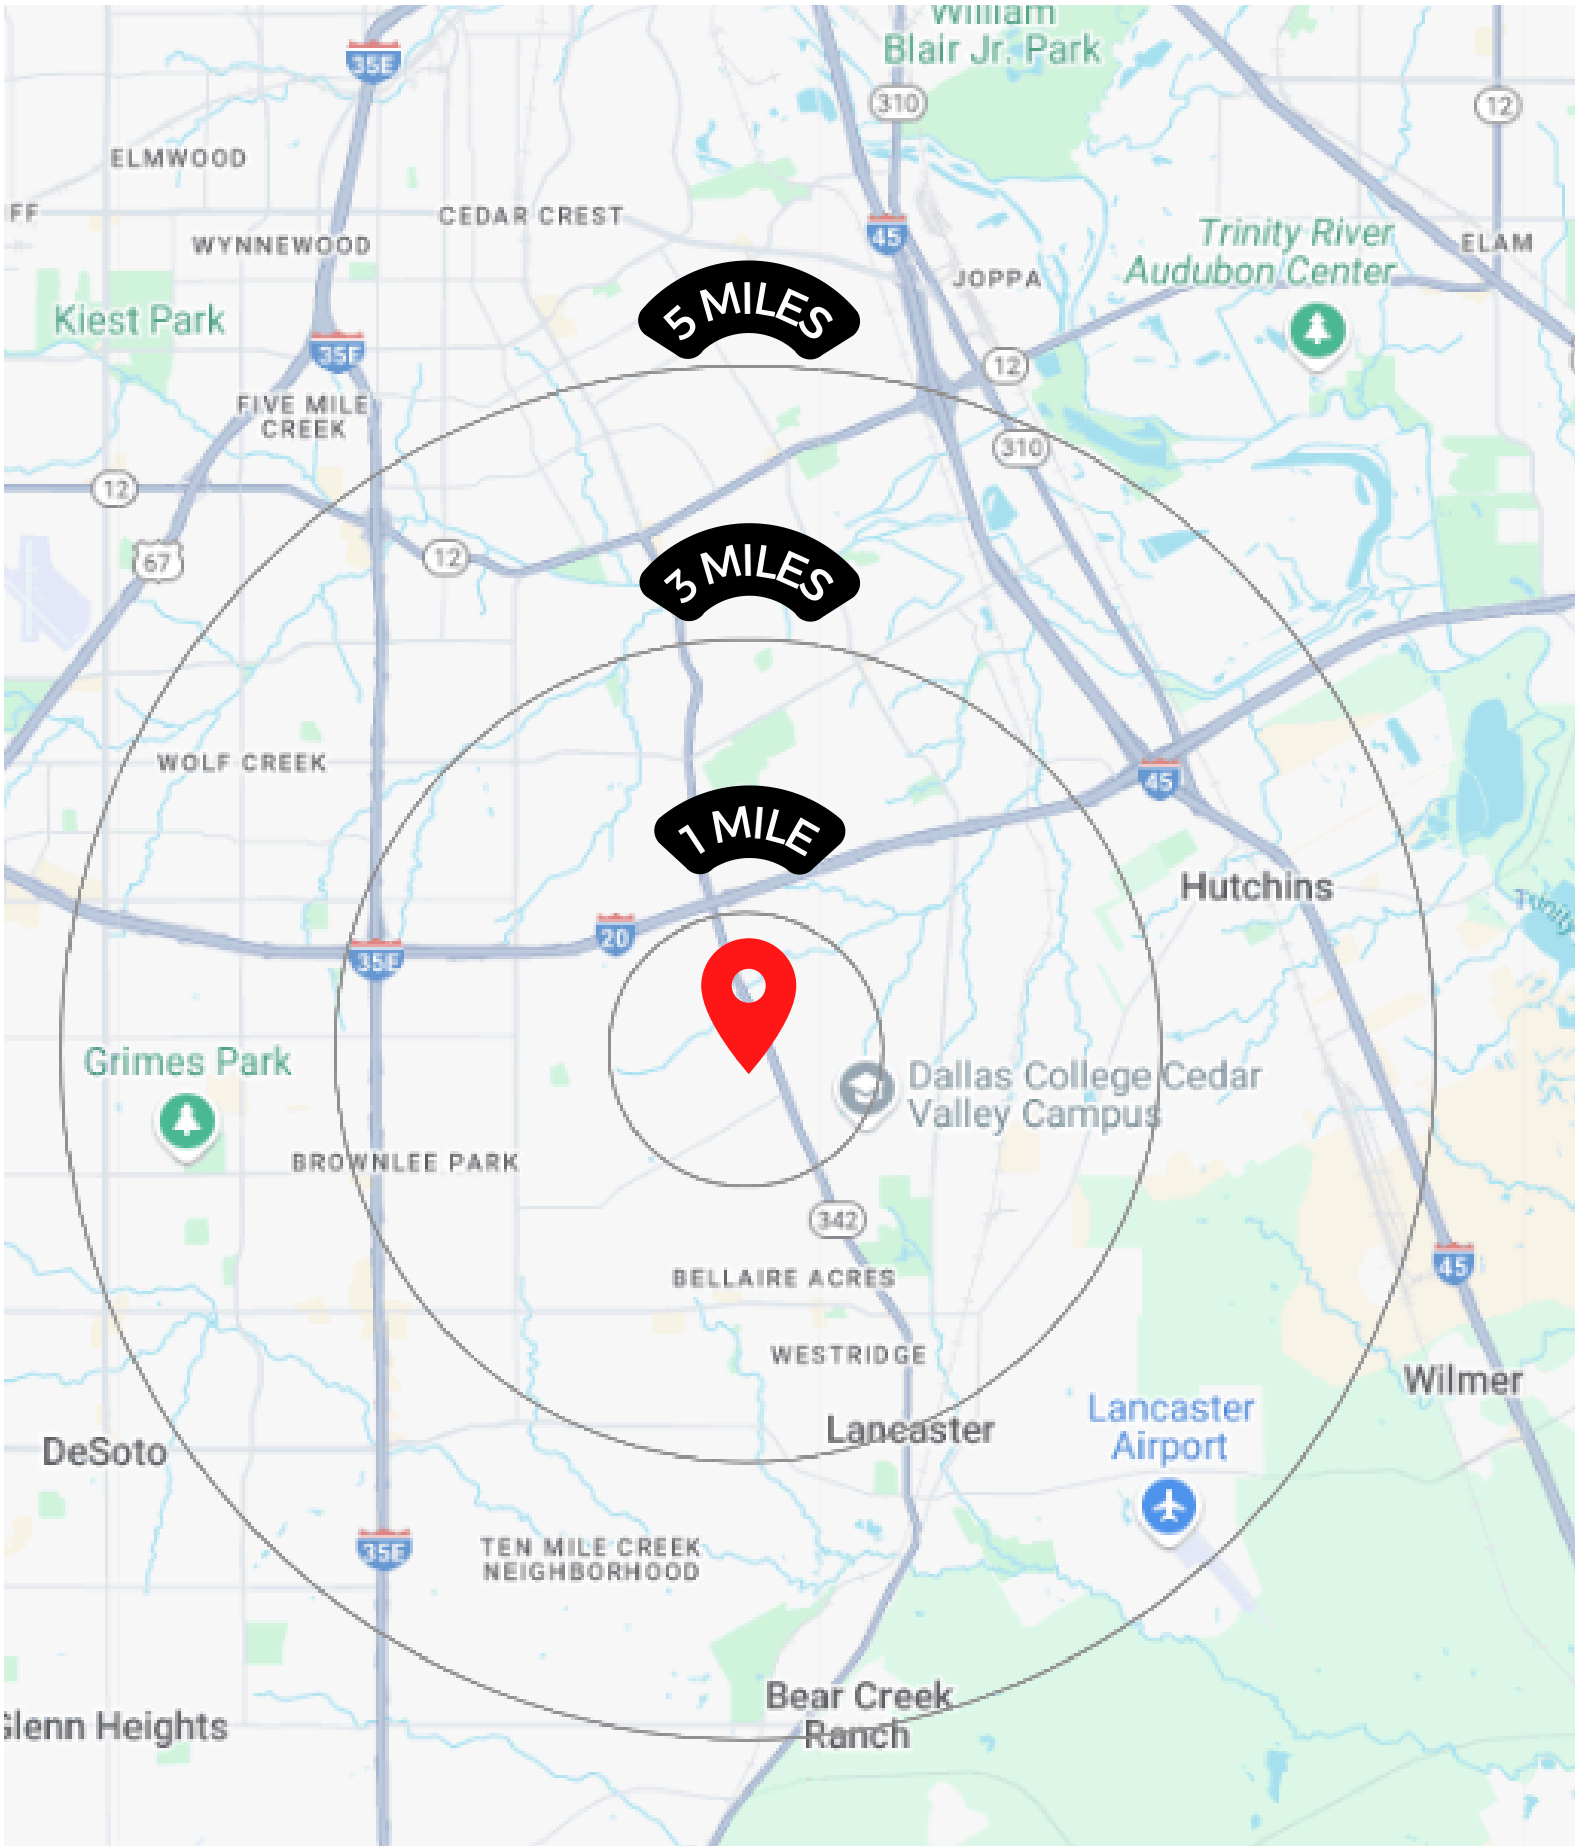 William
Blair Jr. Park
35E
310
12
ELMWOOD
IFF
CEDAR CREST
WYNNEWOOD
45
Trinity River
Audubon Center
ELAM
JOPPA
Kiest Park
5 MILES
35E
12
FIVE MILE
CREEK
310
12
12
67
3 MILES
WOLF CREEK
45
1 MILE
Hutchins
Trinity
20
35E
Grimes Park
Dallas College Cedar
Valley Campus
BROWNLEE PARK
342
BELLAIRE ACRES
45
WESTRIDGE
Wilmer
Lancaster
Lancaster
Airport
DeSoto
35E
TEN MILE CREEK
NEIGHBORHOOD
Bear Creek
Ranch
Glenn Heights